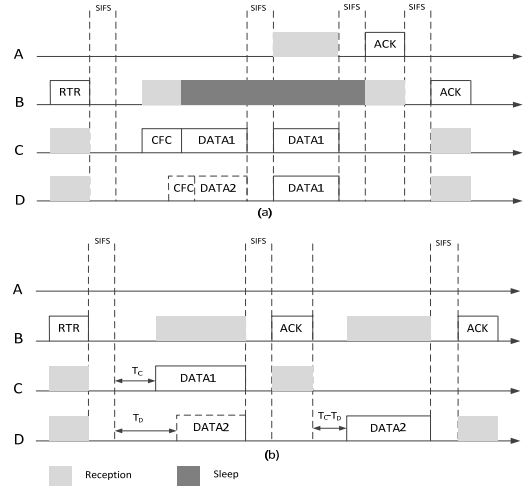 SIFS SIFS SIFS SIFS
A ACK
B RTR ACK
C CFC DATA1 DATA1
D CFC DATA2 DATA1
(a)
SIFS SIFS SIFS
A
B RTR ACK ACK
C TC DATA1
D TD DATA2 TC-TD DATA2
(b)
Reception Sleep